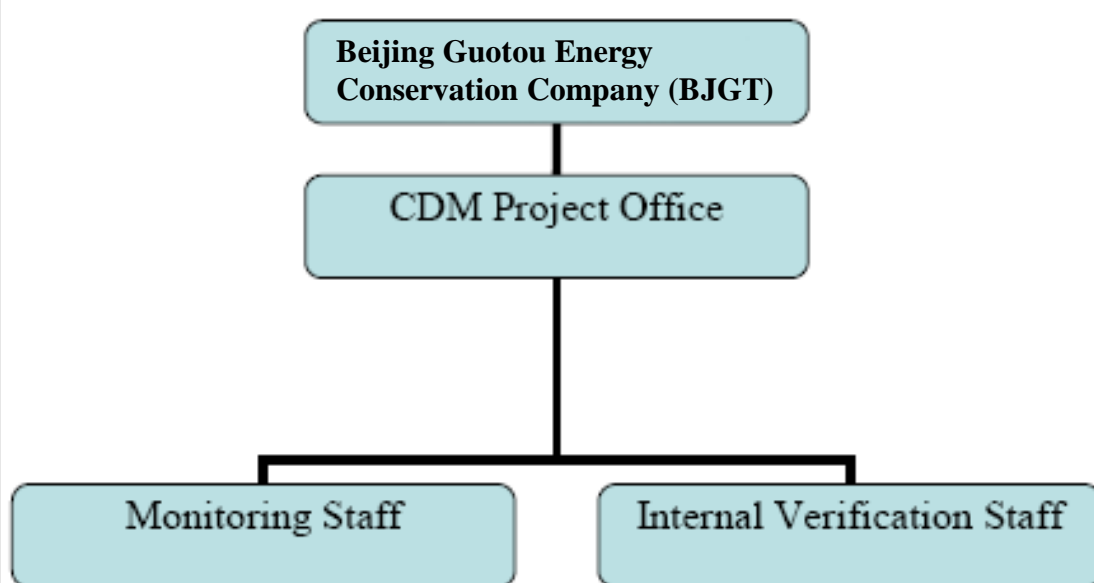 Beijing Guotou Energy
Conservation Company (BJGT)
CDM Project Office
Monitoring Staff
Internal Verification Staff